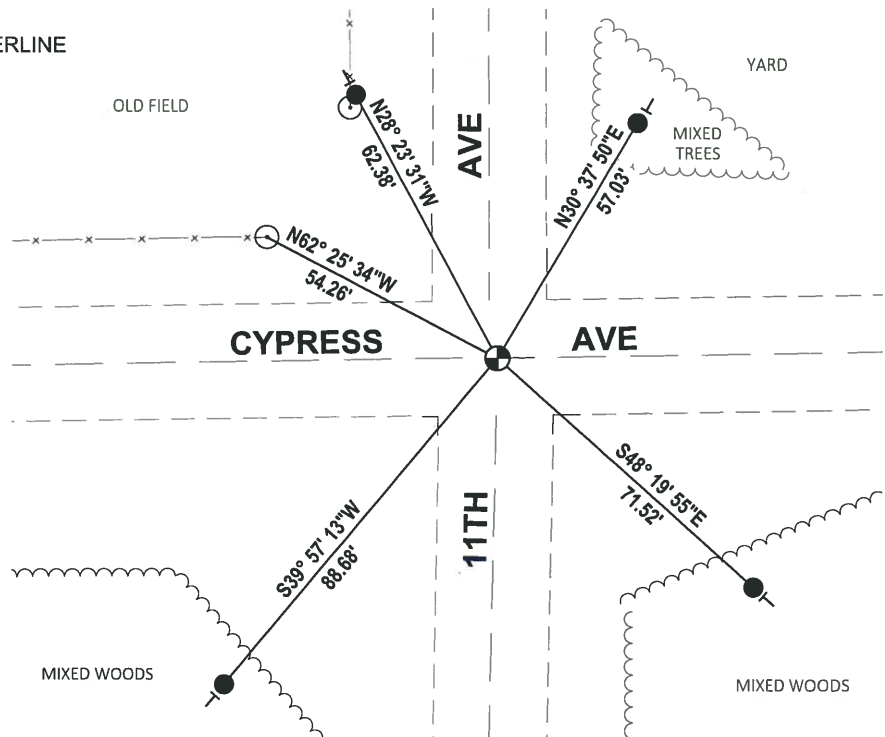 ERLINE
OLD FIELD
YARD
MIXED
TREES
AVE
N28° 23' 31"W
62.38'
N30° 37' 50"E
57.03'
N62° 25' 34"W
54.26'
CYPRESS
AVE
S48° 19' 55"E
71.52'
11TH
S39° 57' 13"W
88.68'
MIXED WOODS
MIXED WOODS